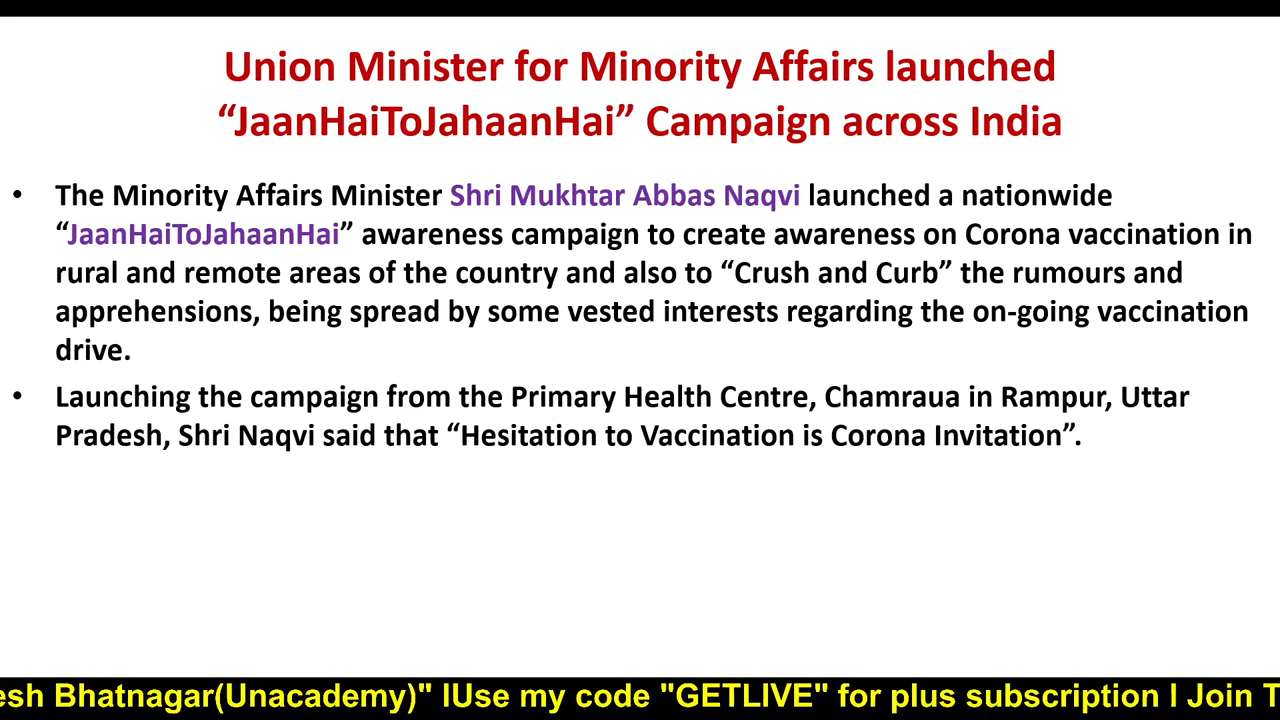 Union Minister for Minority Affairs launched
“JaanHaiToJahaanHai” Campaign across India
• The Minority Affairs Minister Shri Mukhtar Abbas Naqvi launched a nationwide
“JaanHaiToJahaanHai” awareness campaign to create awareness on Corona vaccination in
rural and remote areas of the country and also to “Crush and Curb” the rumours and
apprehensions, being spread by some vested interests regarding the on-going vaccination
drive.
• Launching the campaign from the Primary Health Centre, Chamraua in Rampur, Uttar
Pradesh, Shri Naqvi said that “Hesitation to Vaccination is Corona Invitation”.
esh Bhatnagar(Unacademy)" lUse my code "GETLIVE" for plus subscription l Join T